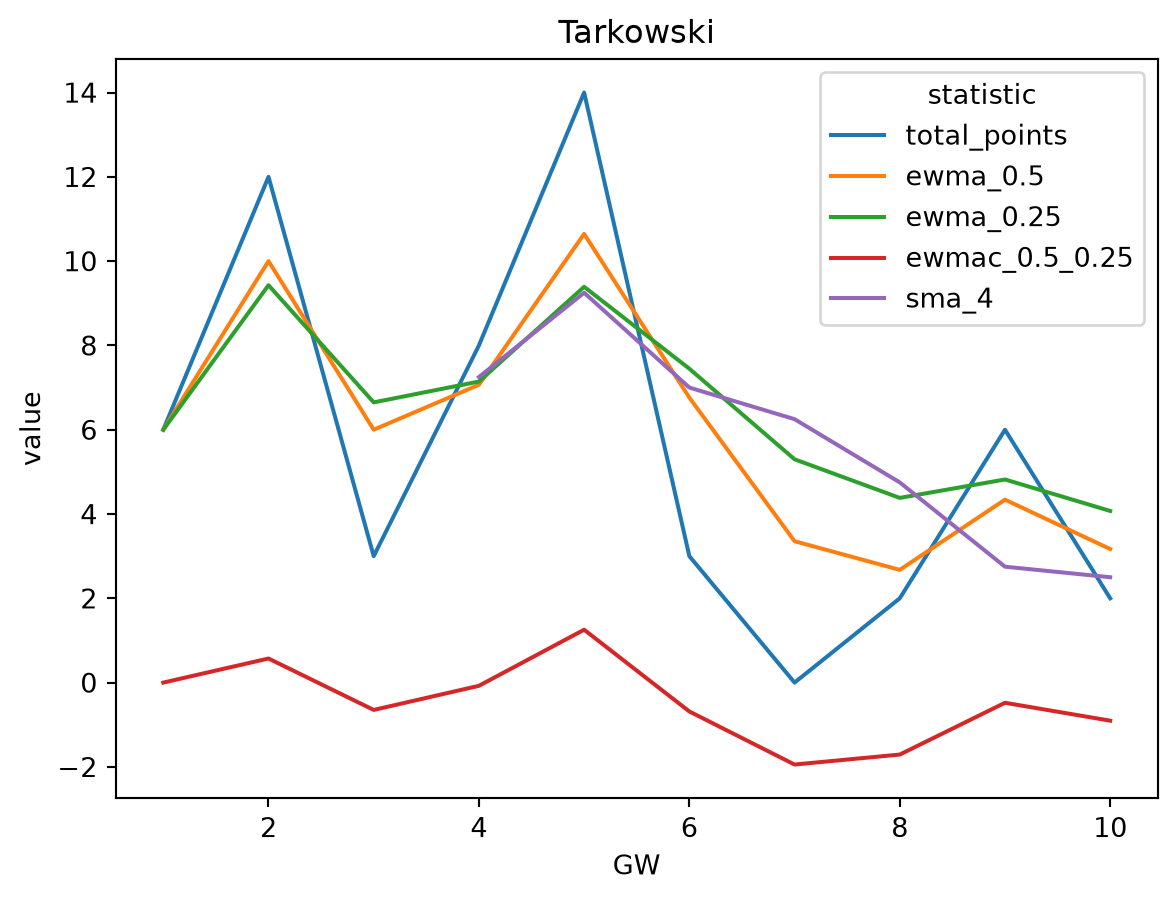 Tarkowski
statistic
total_points
ewma_0.5
ewma_0.25
ewmac_0.5_0.25
sma_4
14
12
10
8
6
4
2
0
−2
value
2
4
6
8
10
GW